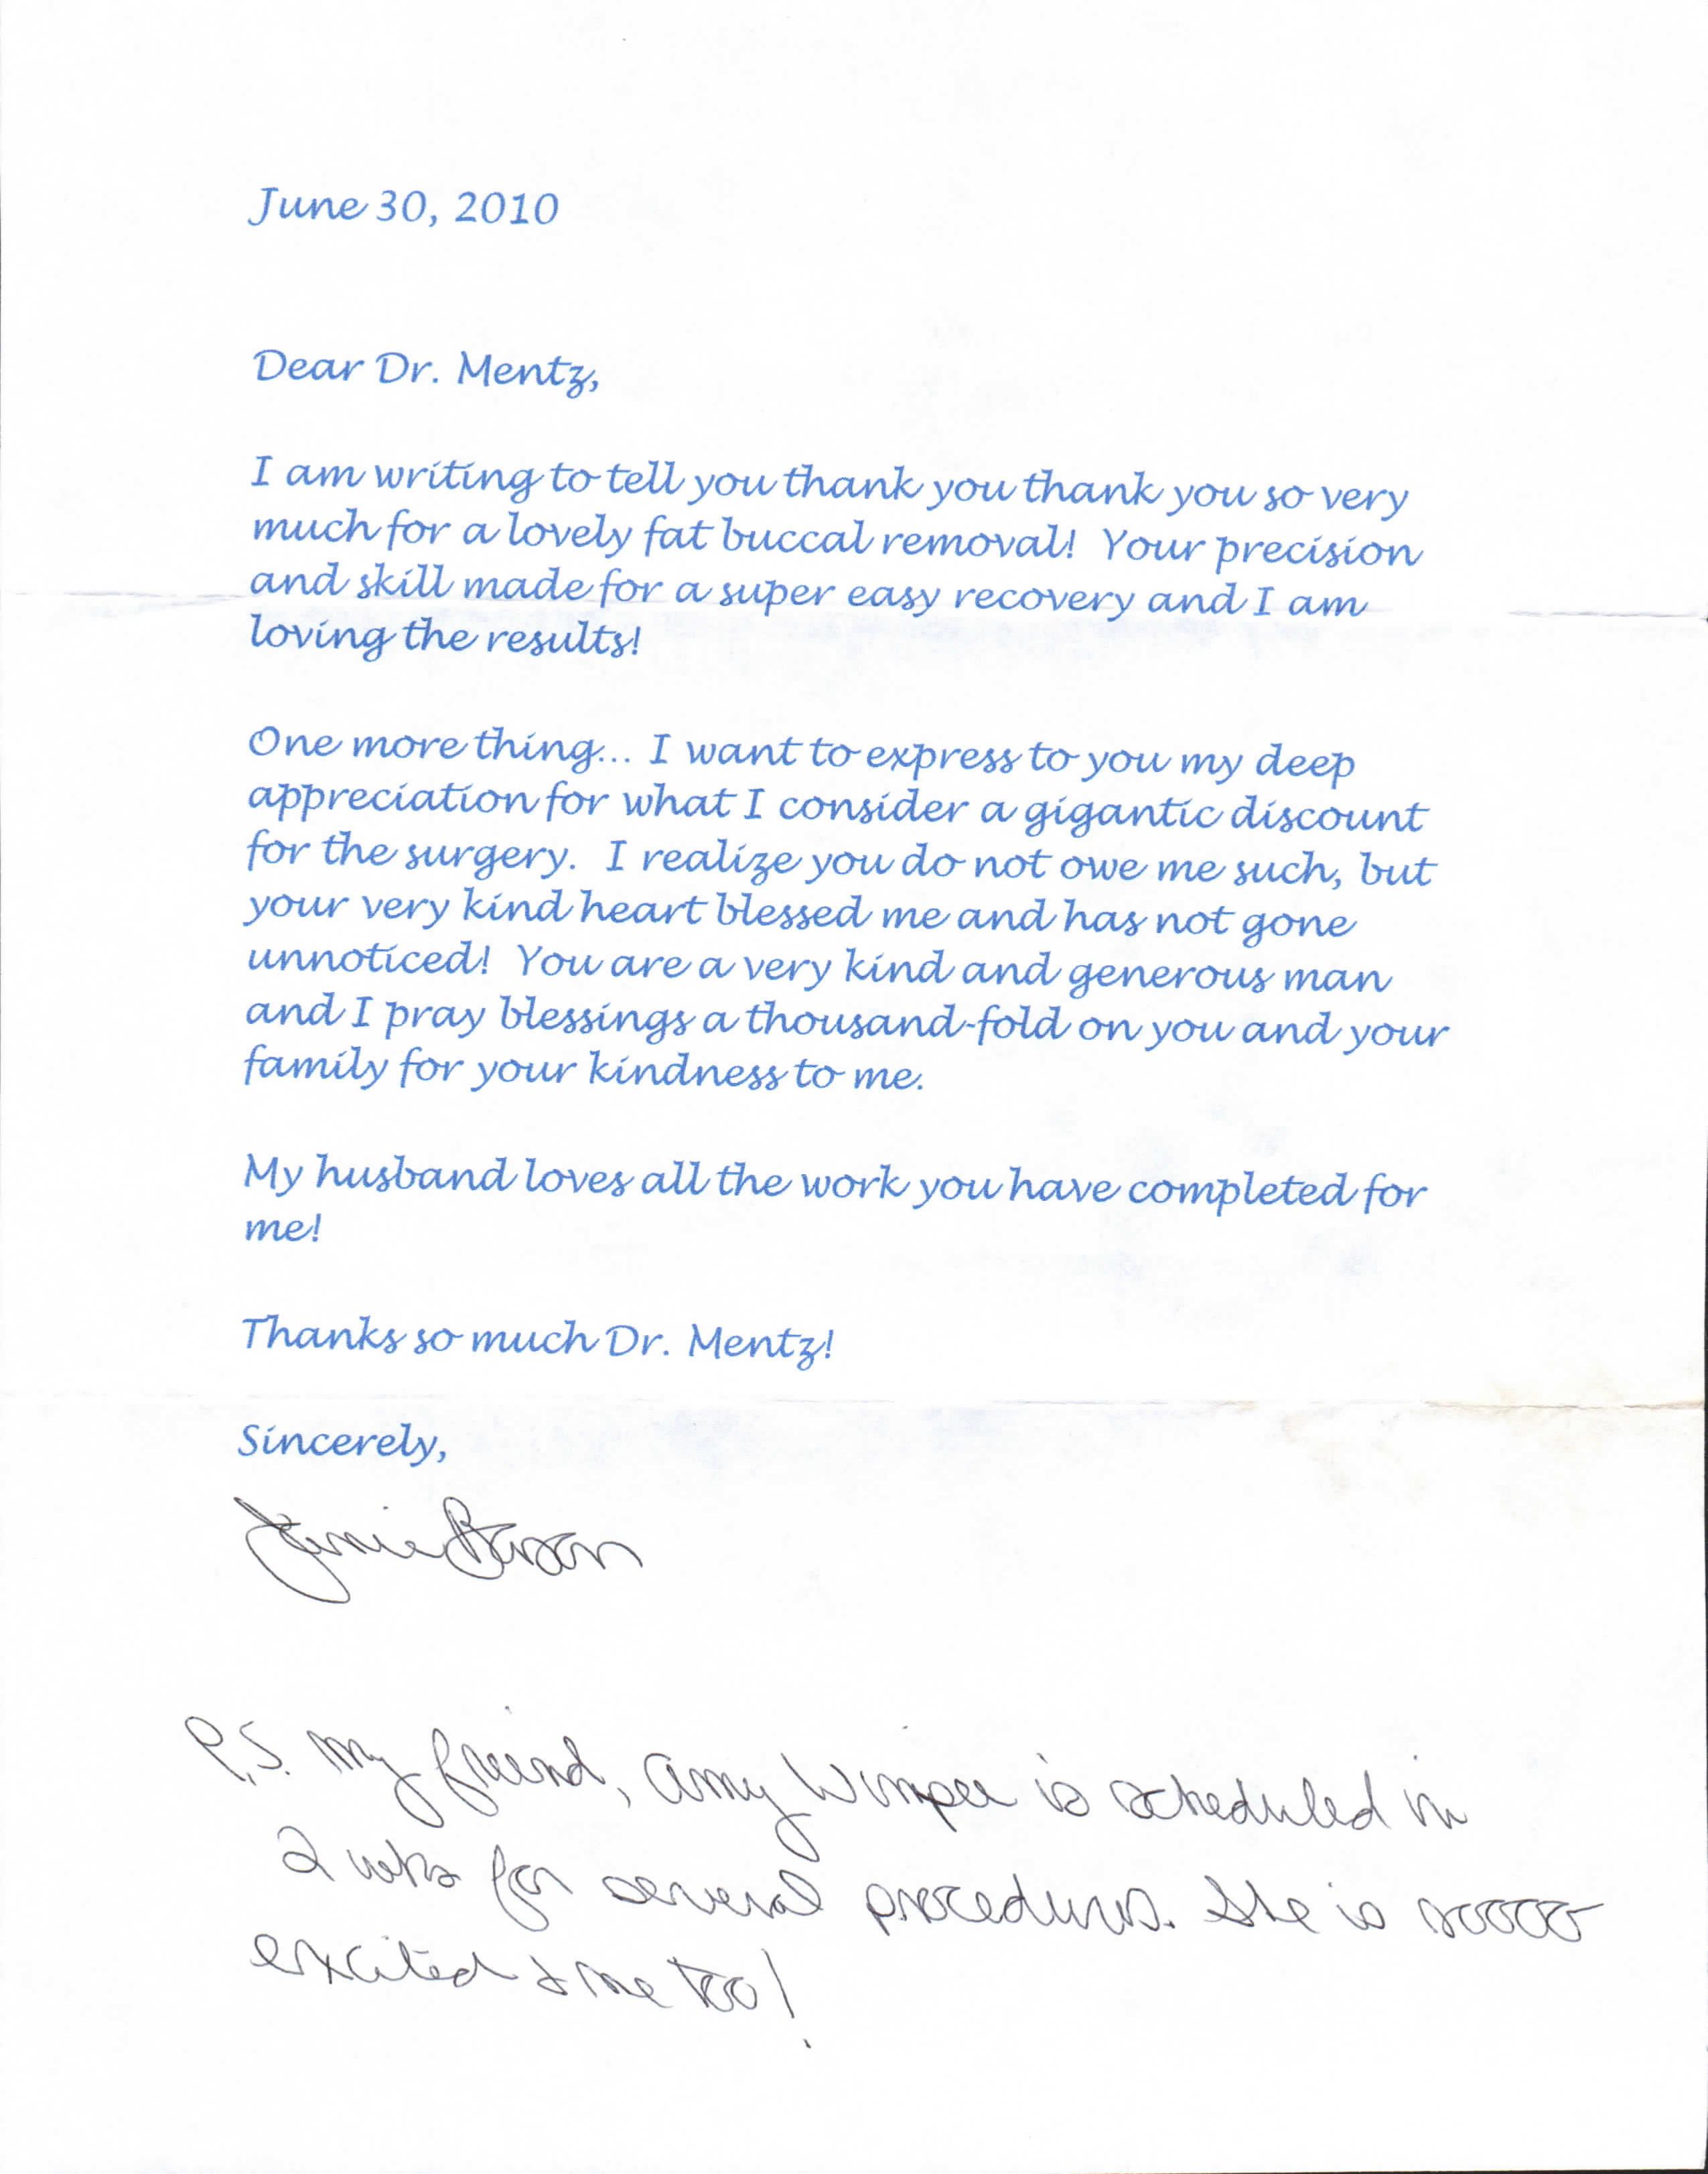 June 30, 2010
Dear Dr. Mentz,
I am writing to tell you thank you thank you so very
much for a lovely fat buccal removal! Your precision
and skill made for a super easy recovery and I am
loving the results!
One more thing... I want to express to you my deep
appreciation for what I consider a gigantic discount
for the surgery. I realize you do not owe me such, but
your very kind heart blessed me and has not gone
unnoticed! You are a very kind and generous man
and I pray blessings a thousand-fold on you and your
family for your kindness to me.
My husband loves all the work you have completed for
me!
Thanks so much Dr. Mentz!
Sincerely,
P.S. My friend, Amy is scheduled in
2 wks for several procedures. She is sooooo
excited & me too!